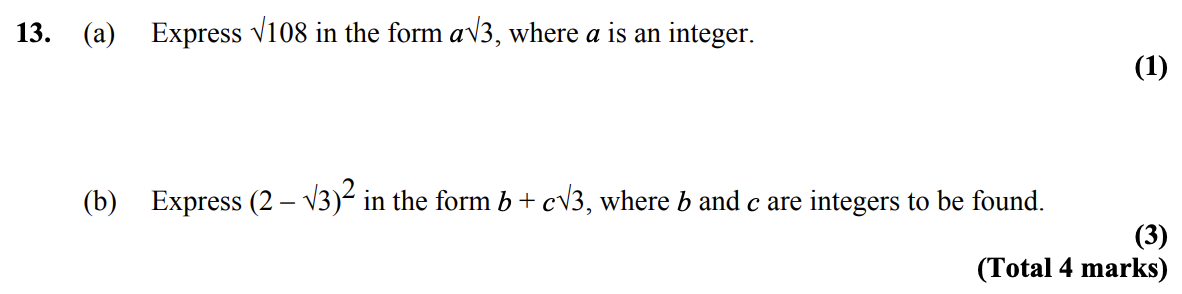 13. (a) Express √108 in the form a√3, where a is an integer.
(1)
(b) Express (2 – √3)² in the form b + c√3, where b and c are integers to be found.
(3)
(Total 4 marks)